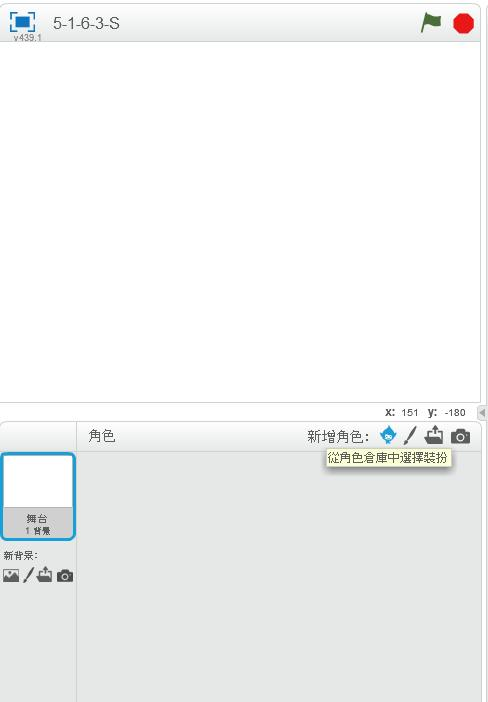 5-1-6-3-S
v439.1
x: 151 y: -180
角色
新增角色:
從角色倉庫中選擇裝扮
舞台
1 背景
新背景: